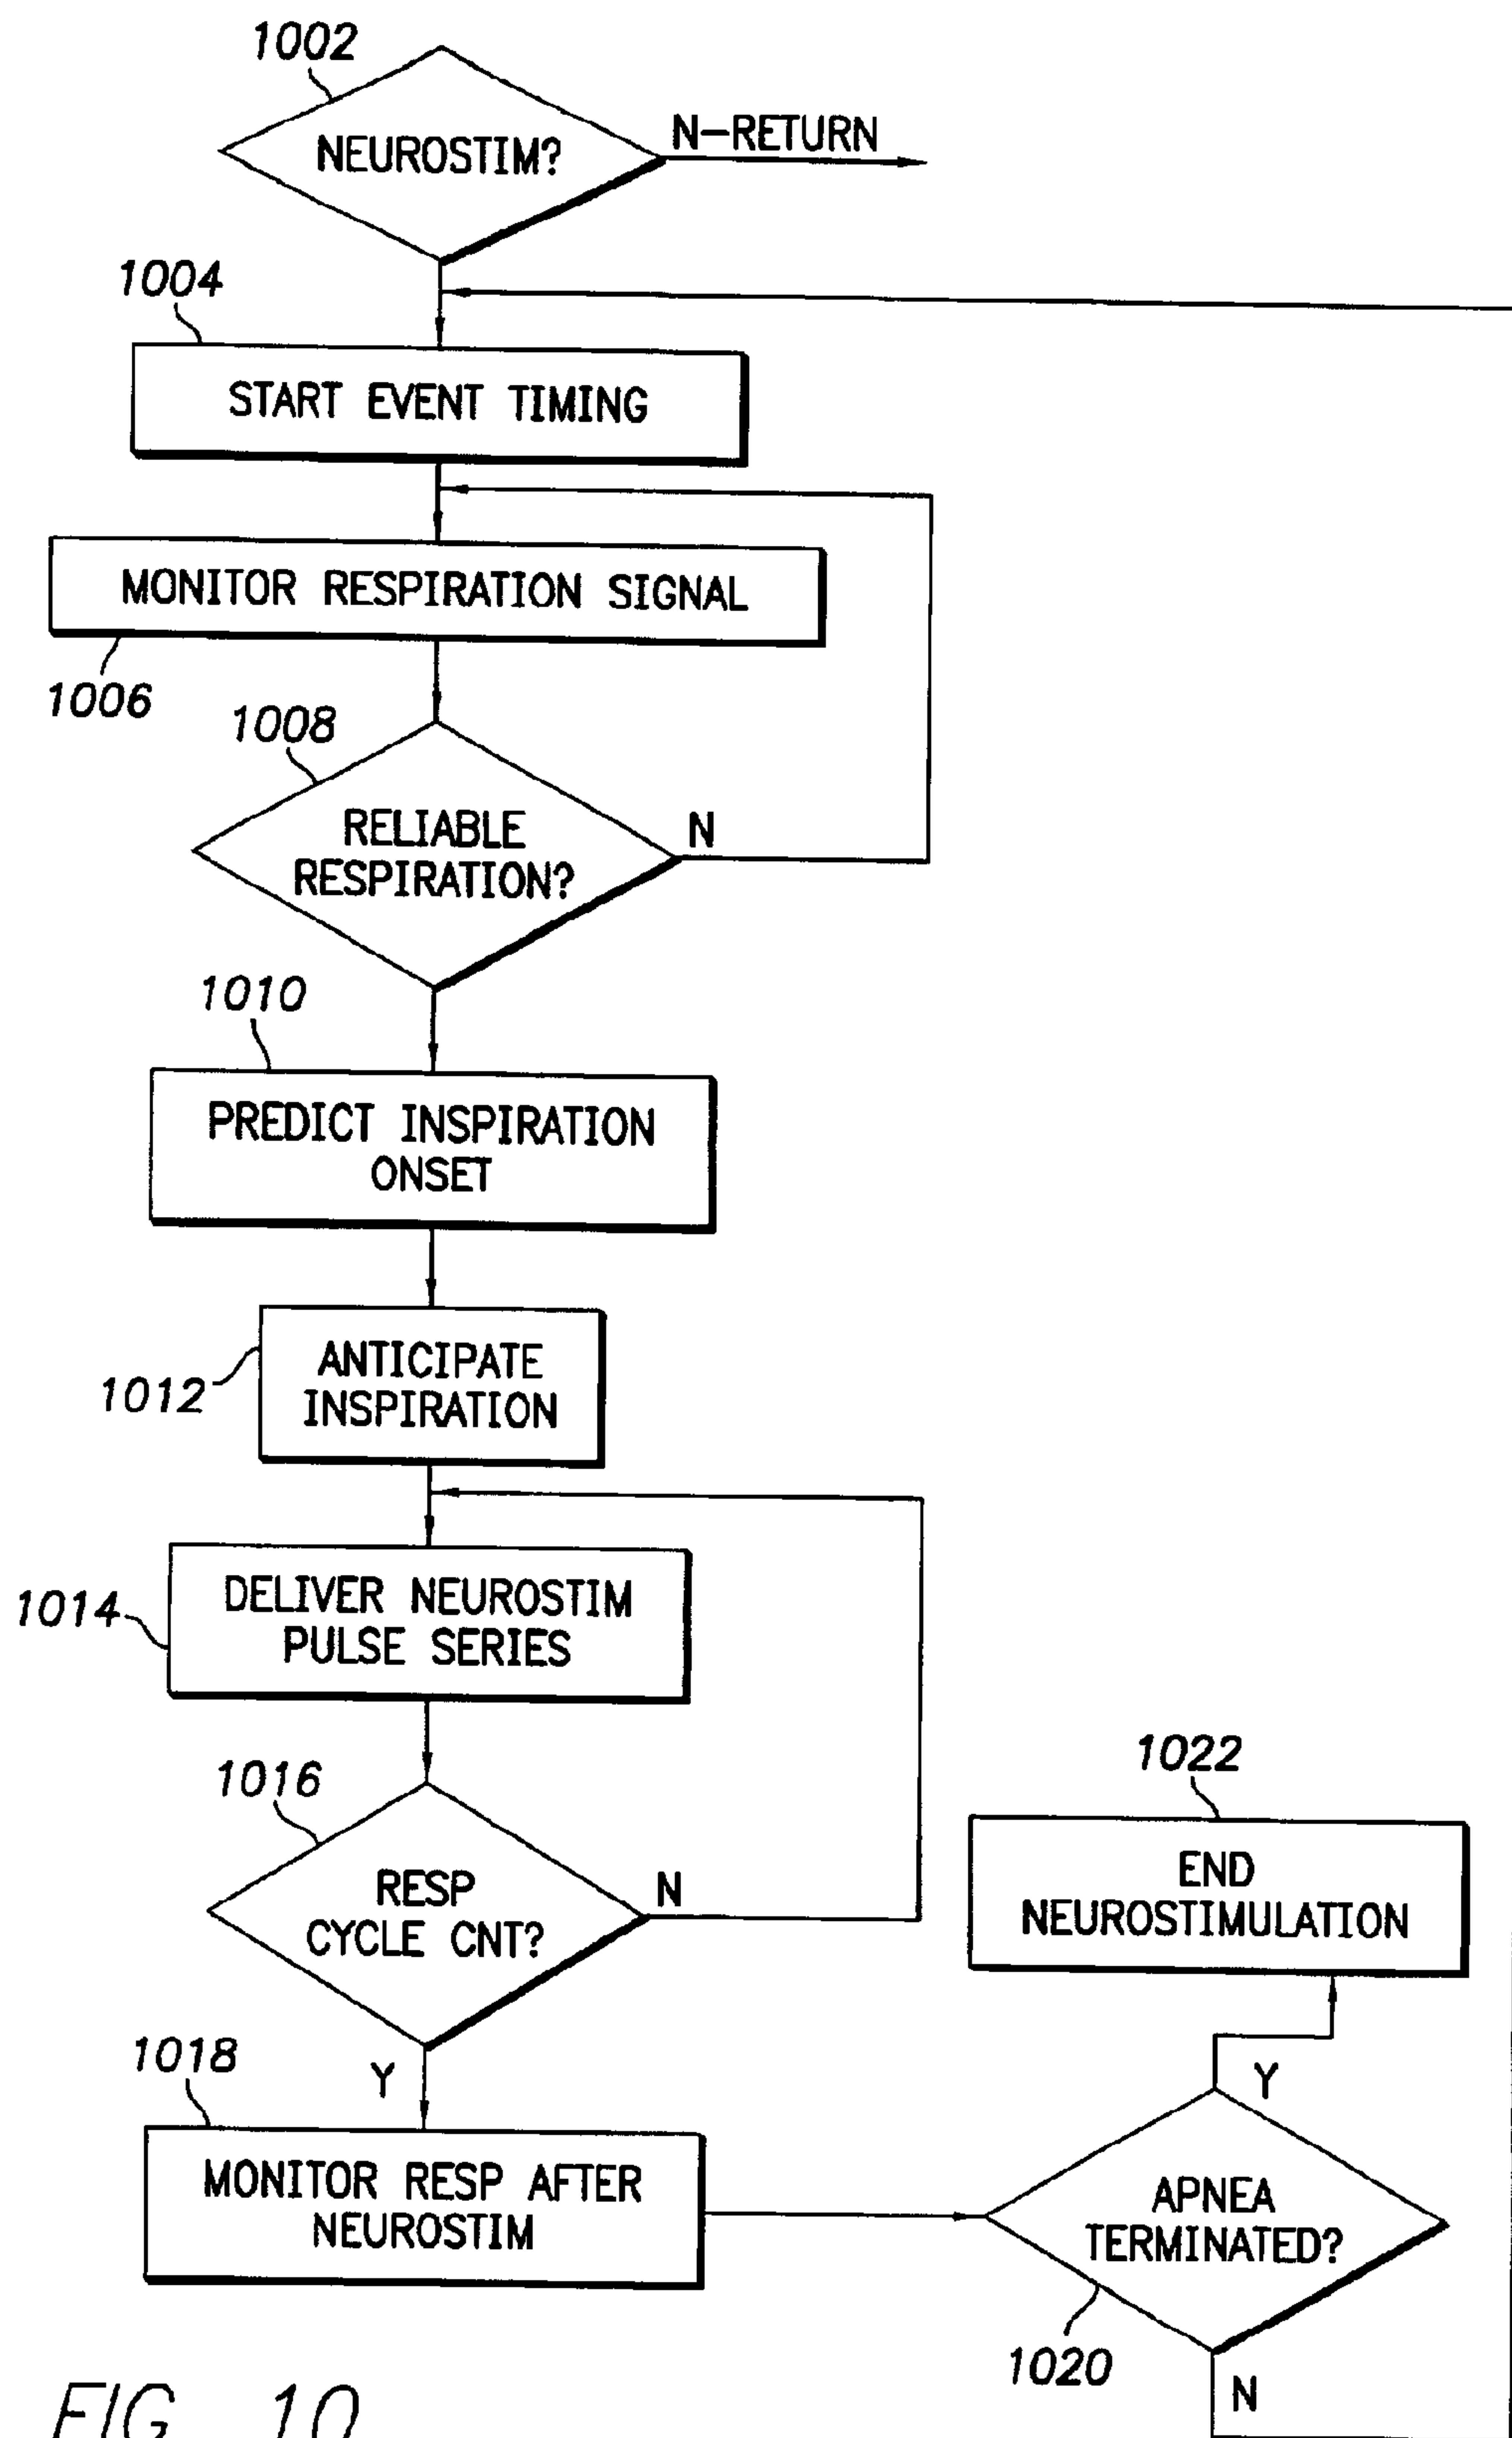 1002
NEUROSTIM?
N-RETURN
1004
START EVENT TIMING
MONITOR RESPIRATION SIGNAL
1006
1008
RELIABLE
RESPIRATION?
N
1010
PREDICT INSPIRATION
ONSET
1012
ANTICIPATE
INSPIRATION
1014
DELIVER NEUROSTIM
PULSE SERIES
1016
RESP
CYCLE CNT?
N
Y
1018
MONITOR RESP AFTER
NEUROSTIM
1022
END
NEUROSTIMULATION
Y
APNEA
TERMINATED?
1020
N
FIG. 10